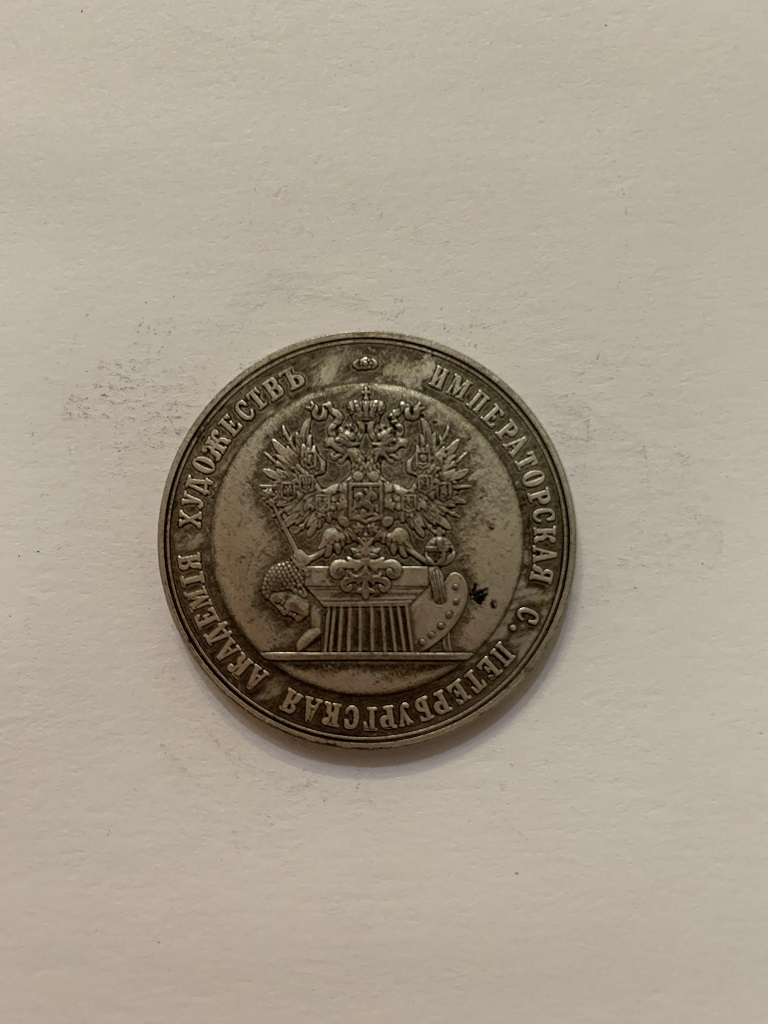 ИМПЕРАТОРСКАЯ С. ПЕТЕРБУРГСКАЯ АКАДЕМІЯ ХУДОЖЕСТВЪ